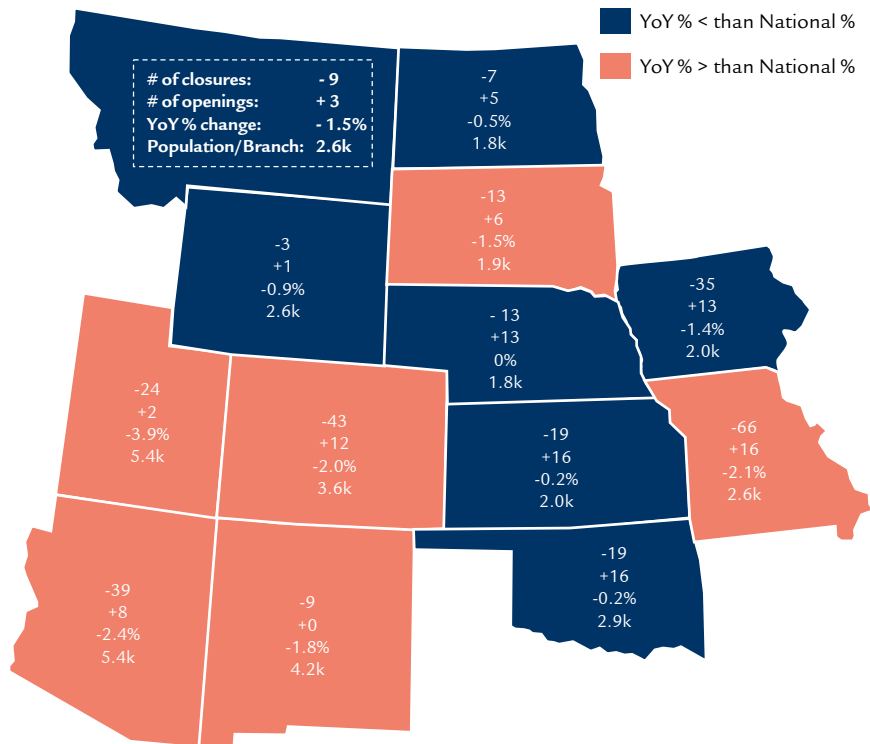 YoY % < than National %
YoY % > than National %
# of closures: - 9
# of openings: + 3
YoY % change: - 1.5%
Population/Branch: 2.6k
-7
+5
-0.5%
1.8k
-13
+6
-1.5%
1.9k
-3
+1
-0.9%
2.6k
-35
+13
-1.4%
2.0k
- 13
+13
0%
1.8k
-24
+2
-3.9%
5.4k
-43
+12
-2.0%
3.6k
-19
+16
-0.2%
2.0k
-66
+16
-2.1%
2.6k
-39
+8
-2.4%
5.4k
-9
+0
-1.8%
4.2k
-19
+16
-0.2%
2.9k